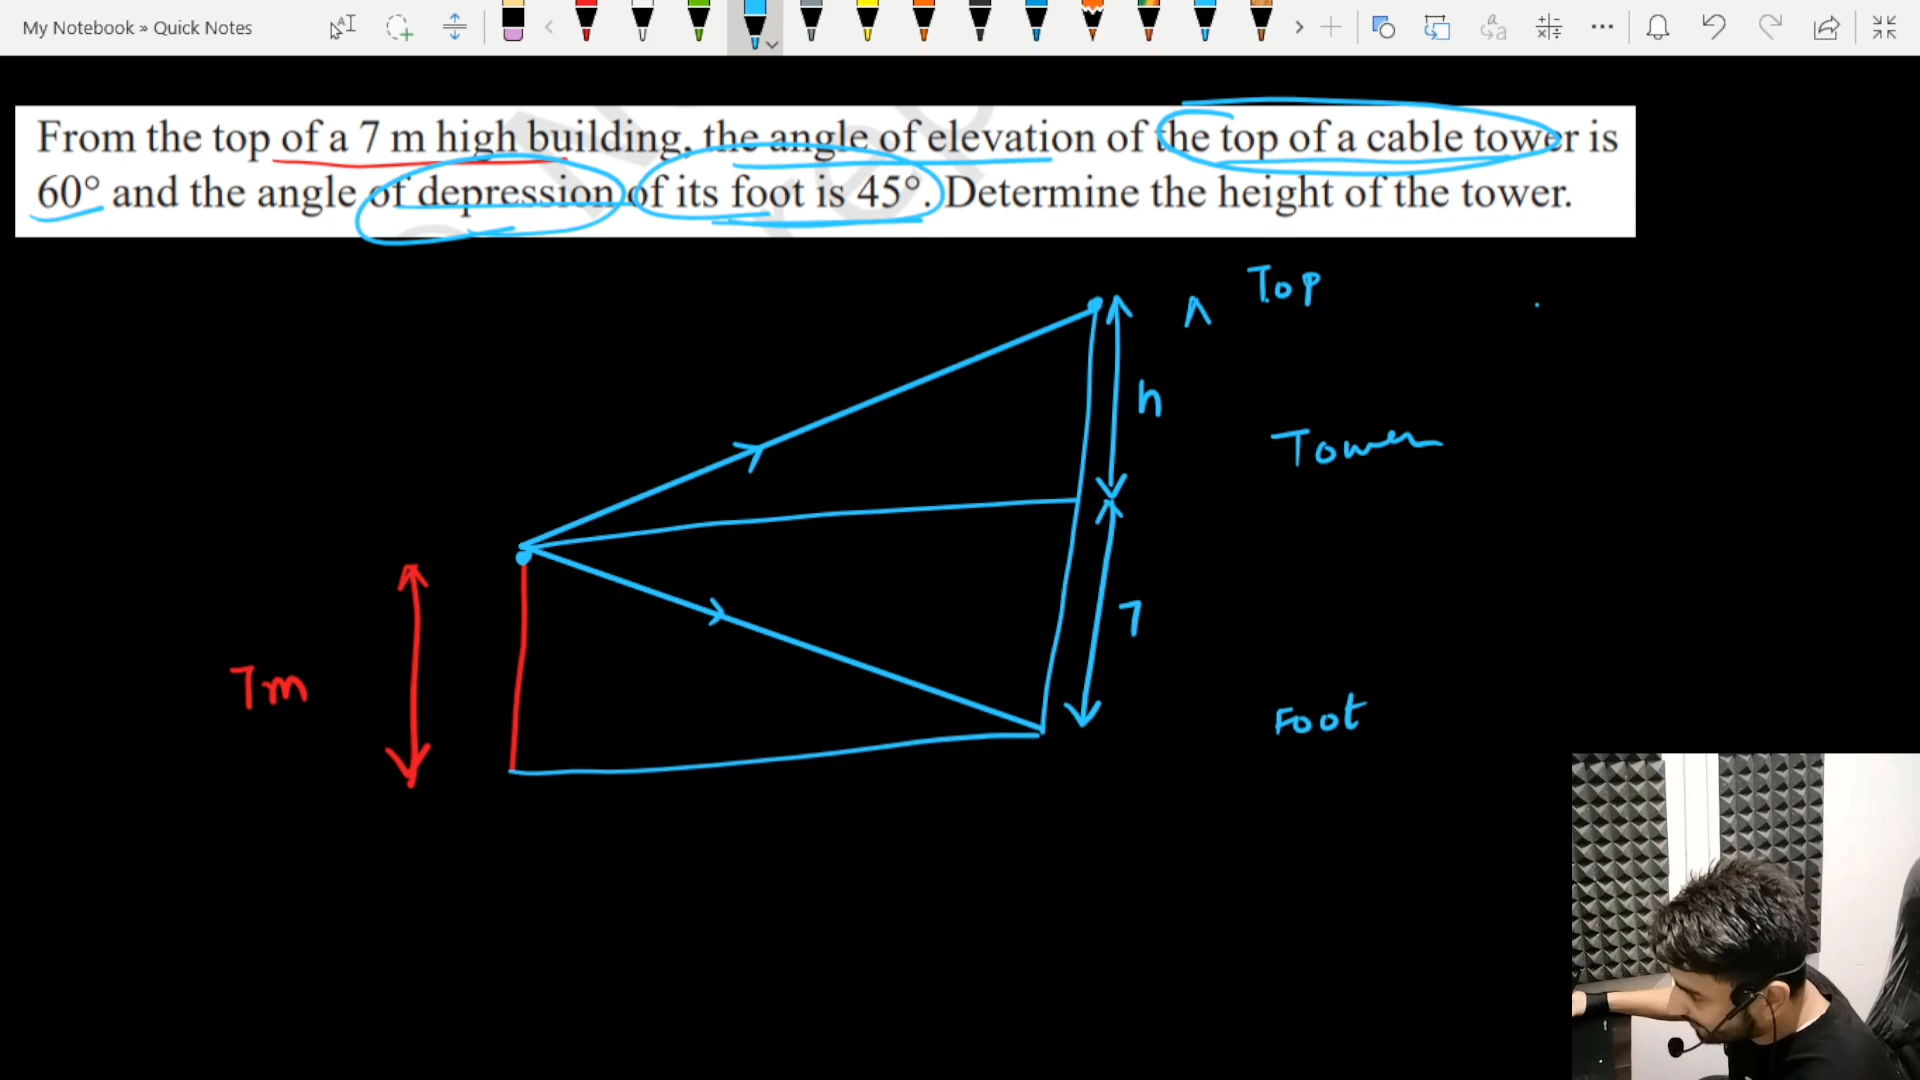 My Notebook » Quick Notes
From the top of a 7 m high building, the angle of elevation of the top of a cable tower is
60° and the angle of depression of its foot is 45°. Determine the height of the tower.
Top
h
Tower
7
7m
Foot